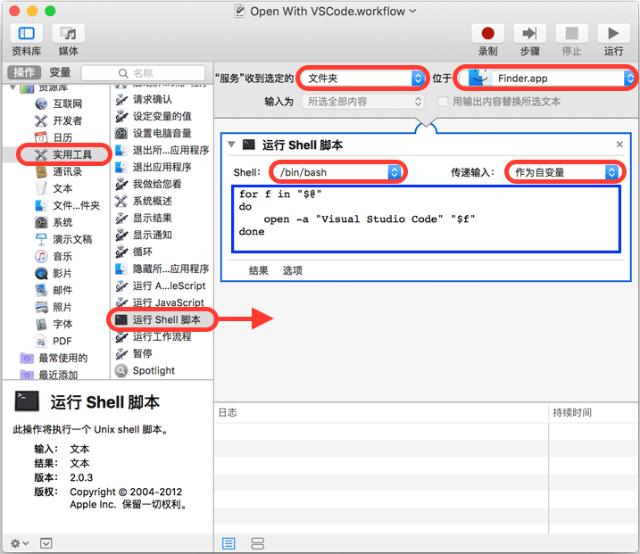 Open With VSCode.workflow
资料库
媒体
录制
步骤
停止
运行
操作
变量
名称
资源库
互联网
开发者
日历
实用工具
通讯录
文本
文件...件夹
系统
演示文稿
音乐
影片
邮件
照片
字体
PDF
最常使用的
最近添加
请求确认
设定变量的值
设置电脑音量
退出所...应用程序
退出应用程序
我做给您看
系统概述
显示结果
显示通知
循环
隐藏所...应用程序
运行 A...leScript
运行 JavaScript
运行 Shell 脚本
运行工作流程
暂停
Spotlight
“服务”收到选定的
文件夹
位于
Finder.app
输入为
所选全部内容
用输出内容替换所选文本
运行 Shell 脚本
Shell:
/bin/bash
传递输入:
作为自变量
for f in "$@"
do
open -a "Visual Studio Code" "$f"
done
结果
选项
运行 Shell 脚本
此操作将执行一个 Unix shell 脚本。
输入: 文本
结果: 文本
版本: 2.0.3
版权: Copyright © 2004-2012
Apple Inc. 保留一切权利。
日志
持续时间